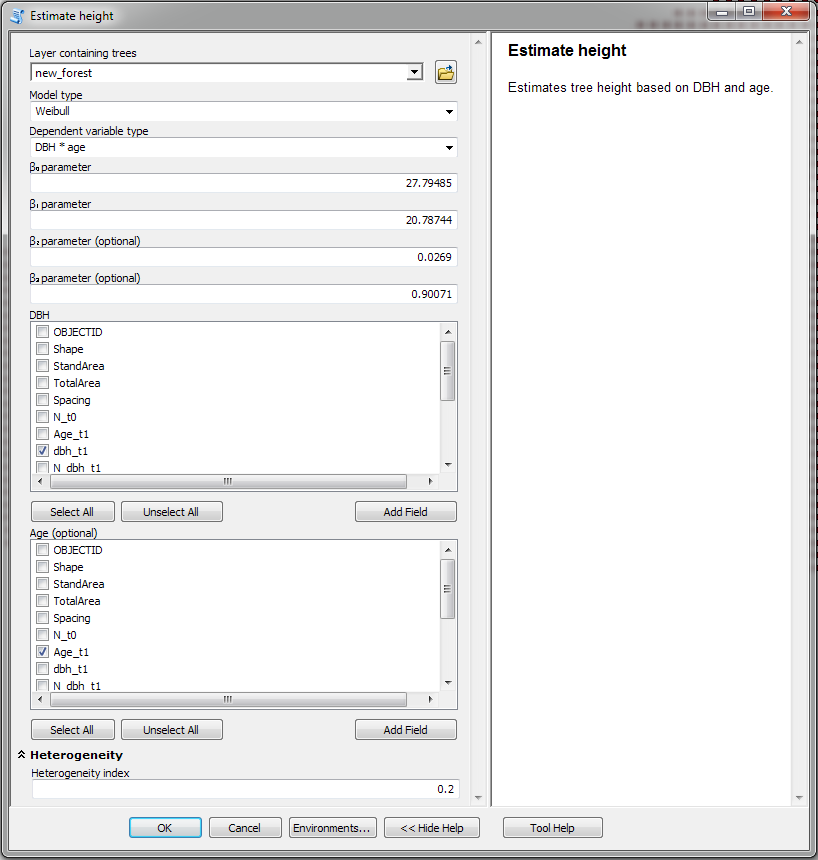 Estimate height
Layer containing trees
new_forest
Model type
Weibull
Dependent variable type
DBH * age
β₀ parameter
27.79485
β₁ parameter
20.78744
β₂ parameter (optional)
0.0269
β₃ parameter (optional)
0.90071
DBH
OBJECTID
Shape
StandArea
TotalArea
Spacing
N_t0
Age_t1
dbh_t1
N_dbh_t1
Select All Unselect All Add Field
Age (optional)
OBJECTID
Shape
StandArea
TotalArea
Spacing
N_t0
Age_t1
dbh_t1
N_dbh_t1
Select All Unselect All Add Field
Heterogeneity
Heterogeneity index
0.2
OK Cancel Environments... << Hide Help Tool Help
Estimate height
Estimates tree height based on DBH and age.